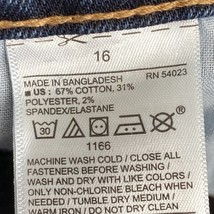 16
MADE IN BANGLADESH RN 54023
■ US: 67% COTTON, 31%
POLYESTER, 2%
SPANDEX/ELASTANE
30
1166
MACHINE WASH COLD / CLOSE ALL
FASTENERS BEFORE WASHING /
WASH AND DRY WITH LIKE COLORS /
ONLY NON-CHLORINE BLEACH WHEN
NEEDED / TUMBLE DRY MEDIUM /
WARM IRON / DO NOT DRY CLEAN